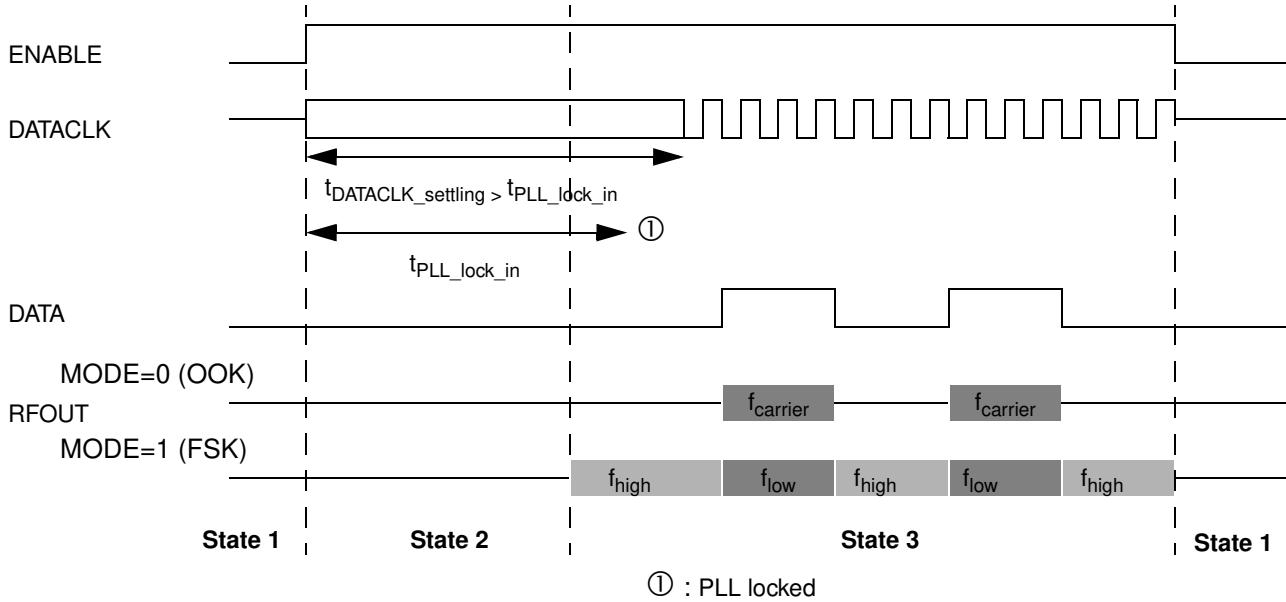 ENABLE
DATACLK
tDATACLK_settling > tPLL_lock_in
①
tPLL_lock_in
DATA
MODE=0 (OOK)
fcarrier fcarrier
RFOUT
MODE=1 (FSK)
fhigh flow fhigh flow fhigh
State 1 State 2 State 3 State 1
① : PLL locked